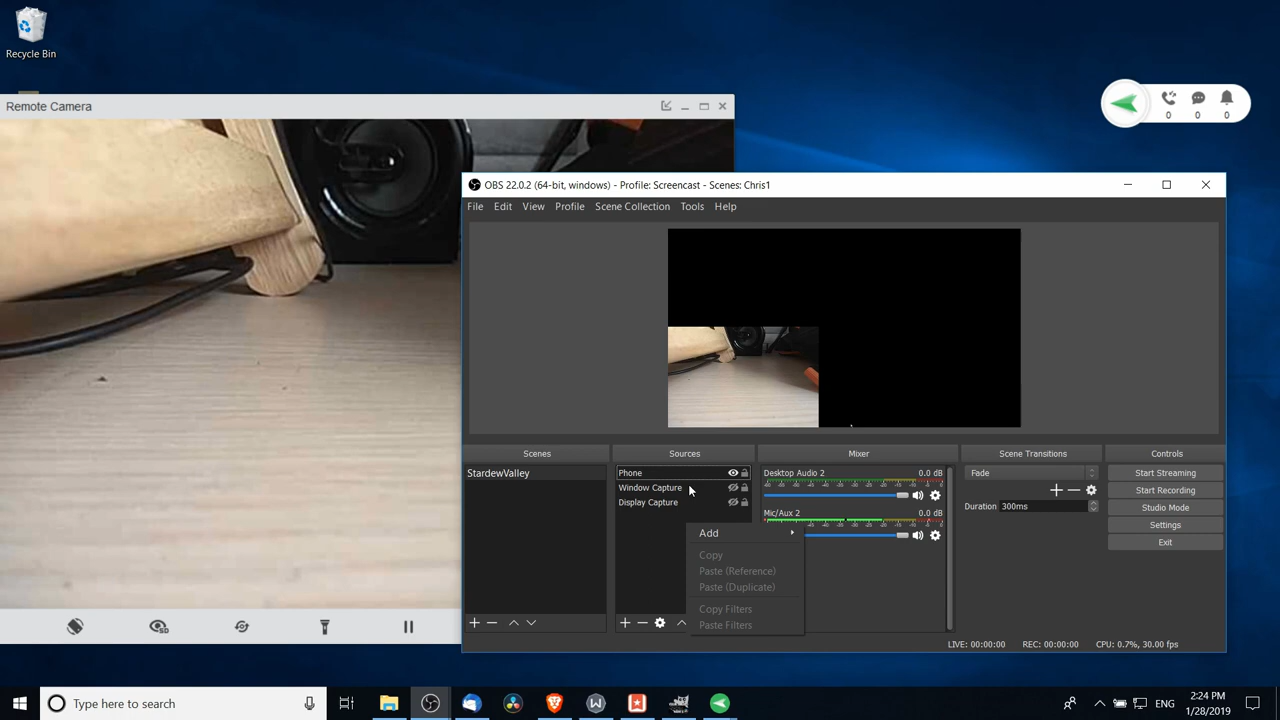 Recycle Bin
Remote Camera
0 0 0
OBS 22.0.2 (64-bit, windows) - Profile: Screencast - Scenes: Chris1
File Edit View Profile Scene Collection Tools Help
Scenes
StardewValley
Sources
Phone
Window Capture
Display Capture
Add
Copy
Paste (Reference)
Paste (Duplicate)
Copy Filters
Paste Filters
Mixer
Desktop Audio 2 0.0 dB
Mic/Aux 2 0.0 dB
Scene Transitions
Fade
Duration 300ms
Controls
Start Streaming
Start Recording
Studio Mode
Settings
Exit
LIVE: 00:00:00 REC: 00:00:00 CPU: 0.7%, 30.00 fps
Type here to search
ENG
2:24 PM
1/28/2019